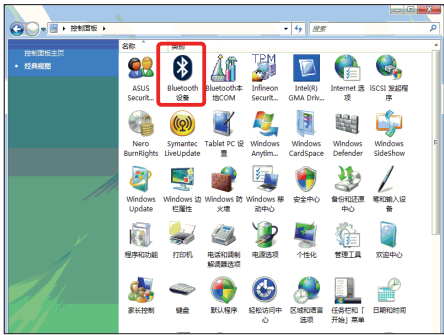 控制面板
搜索
控制面板主页
经典视图
名称 类别
ASUS Securit...
Bluetooth 设备
Bluetooth本地COM
Infineon Securit...
Intel(R) GMA Driv...
Internet 选项
iSCSI 发起程序
Nero BurnRights
Symantec LiveUpdate
Tablet PC 设置
Windows Anytim...
Windows CardSpace
Windows Defender
Windows SideShow
Windows Update
Windows 边栏属性
Windows 防火墙
Windows 移动中心
安全中心
备份和还原中心
笔和输入设备
程序和功能
打印机
电话和调制解调器选项
电源选项
个性化
管理工具
欢迎中心
家长控制
键盘
默认程序
轻松访问中心
区域和语言选项
任务栏和「开始」菜单
日期和时间